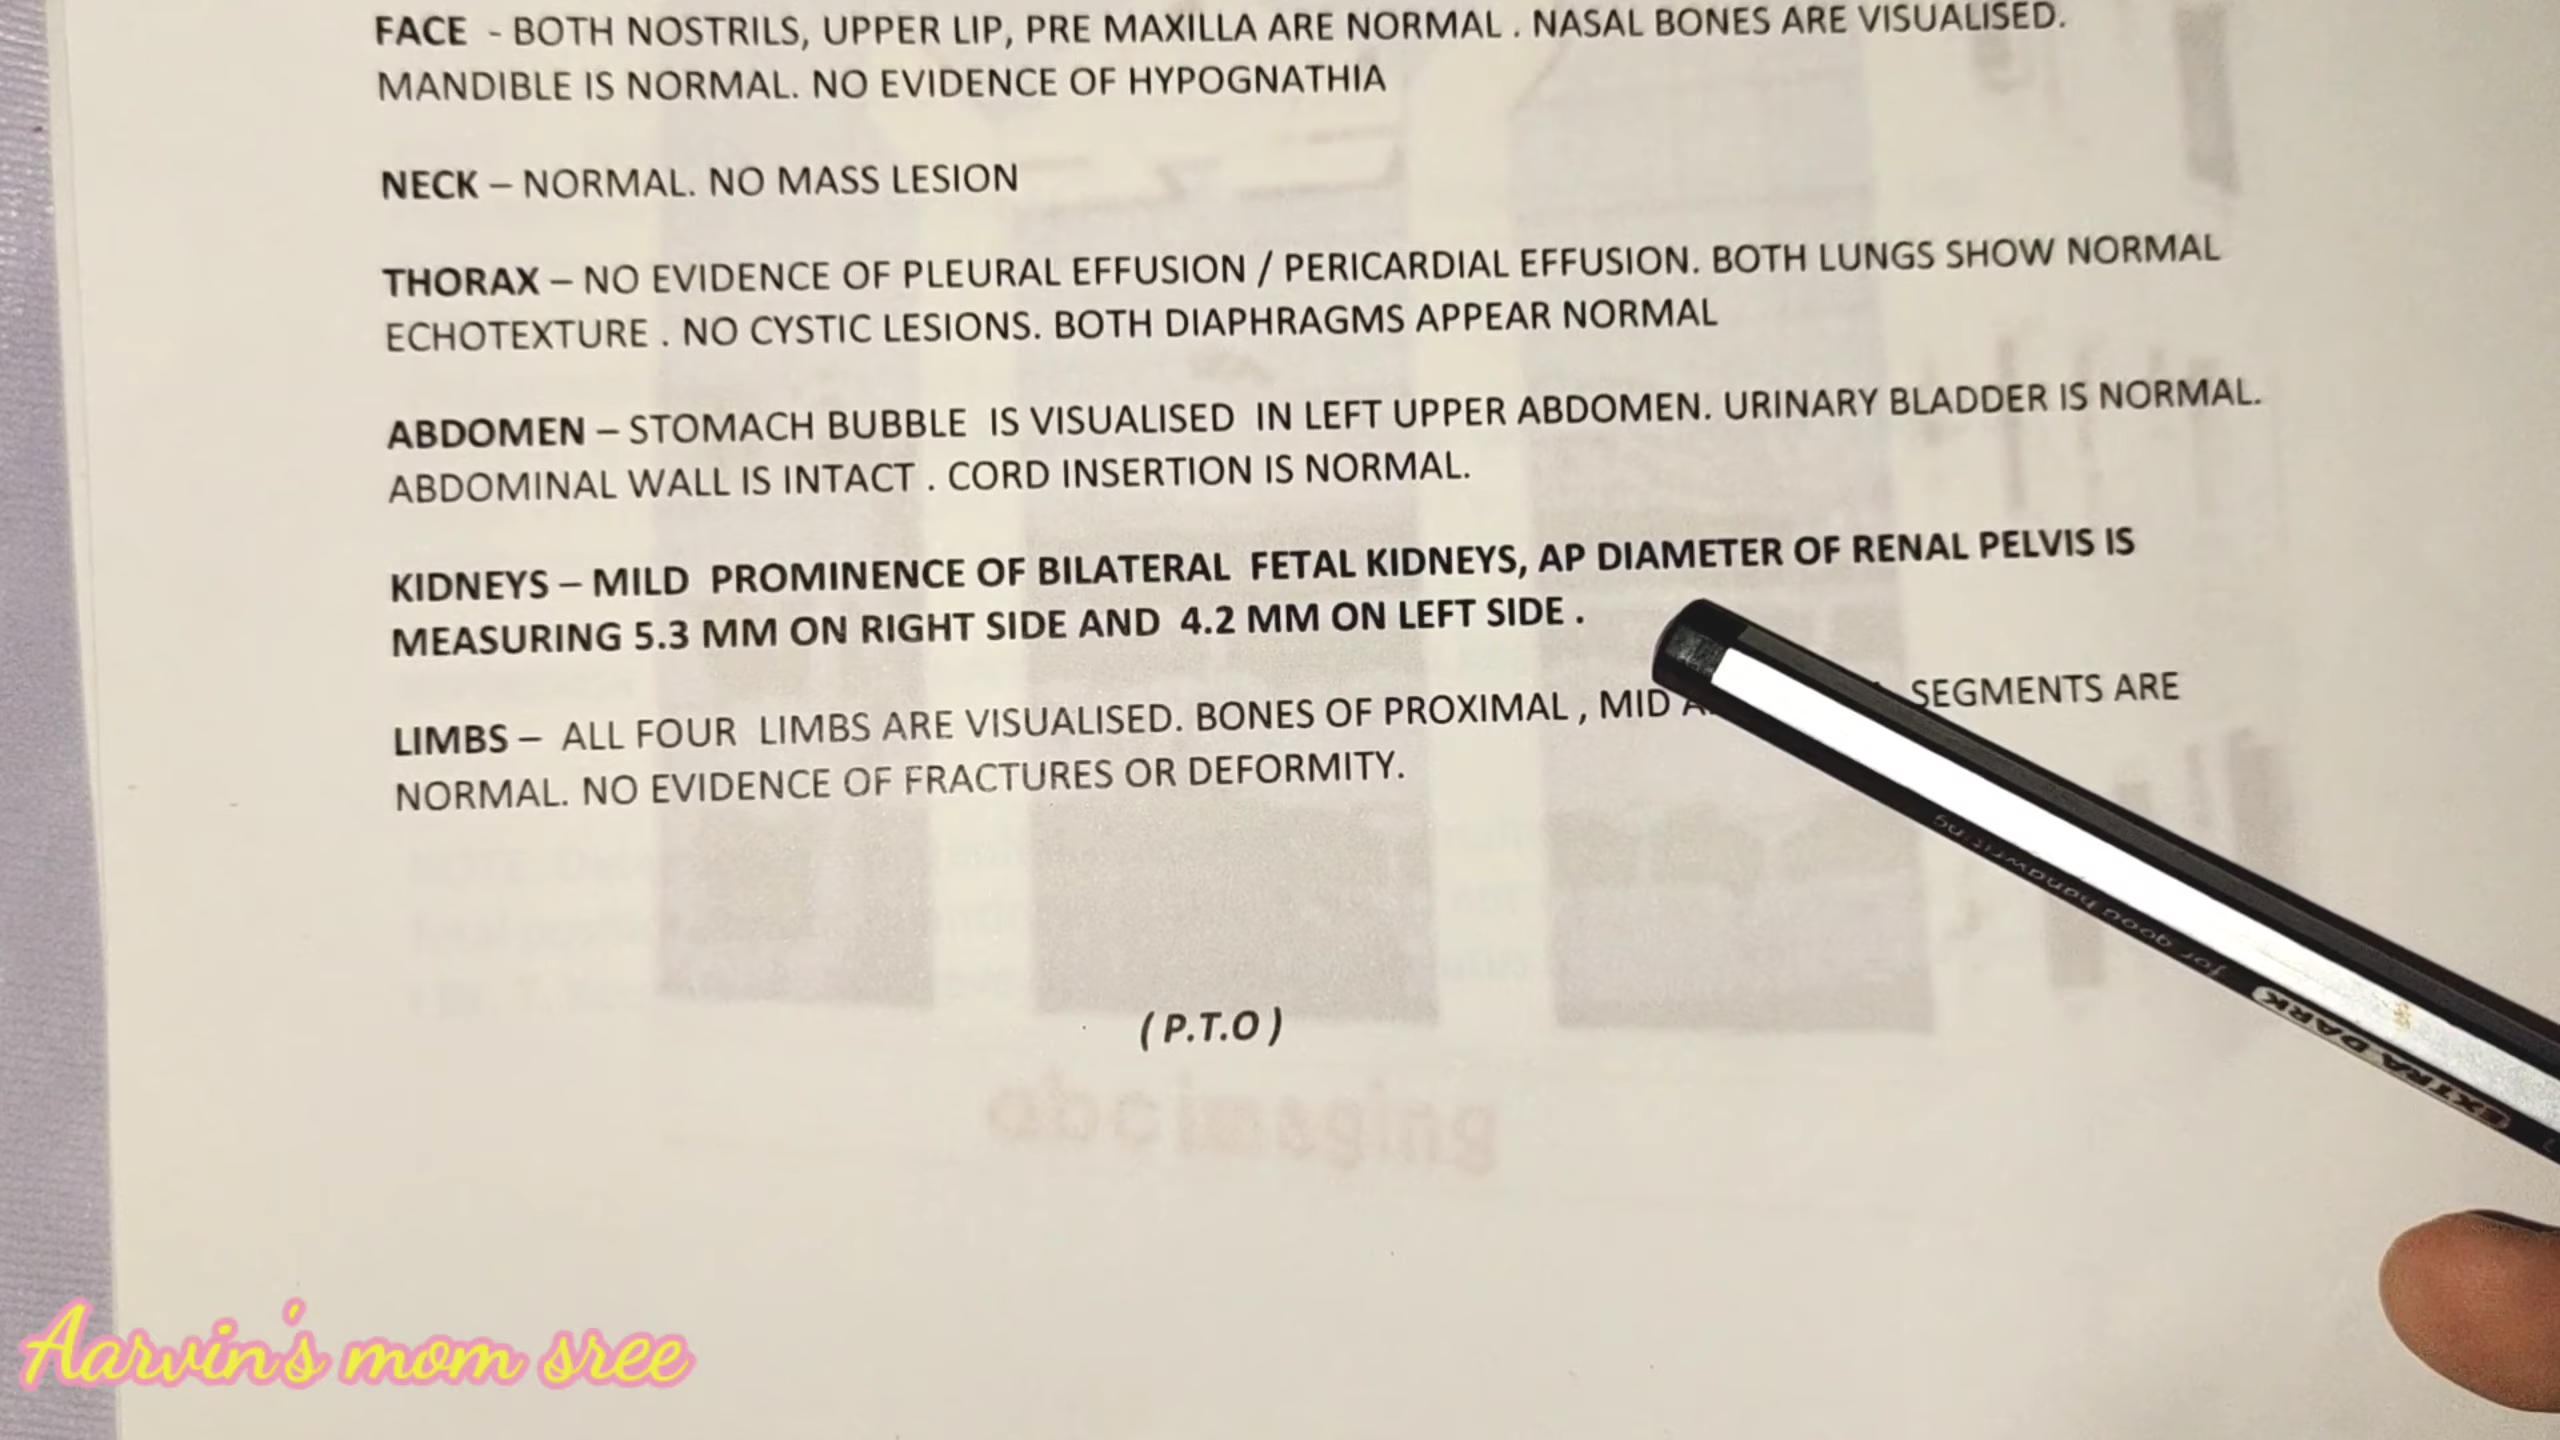 FACE - BOTH NOSTRILS, UPPER LIP, PRE MAXILLA ARE NORMAL . NASAL BONES ARE VISUALISED.
MANDIBLE IS NORMAL. NO EVIDENCE OF HYPOGNATHIA
NECK – NORMAL. NO MASS LESION
THORAX – NO EVIDENCE OF PLEURAL EFFUSION / PERICARDIAL EFFUSION. BOTH LUNGS SHOW NORMAL
ECHOTEXTURE . NO CYSTIC LESIONS. BOTH DIAPHRAGMS APPEAR NORMAL
ABDOMEN – STOMACH BUBBLE IS VISUALISED IN LEFT UPPER ABDOMEN. URINARY BLADDER IS NORMAL.
ABDOMINAL WALL IS INTACT . CORD INSERTION IS NORMAL.
KIDNEYS – MILD PROMINENCE OF BILATERAL FETAL KIDNEYS, AP DIAMETER OF RENAL PELVIS IS
MEASURING 5.3 MM ON RIGHT SIDE AND 4.2 MM ON LEFT SIDE .
LIMBS – ALL FOUR LIMBS ARE VISUALISED. BONES OF PROXIMAL , MID SEGMENTS ARE
NORMAL. NO EVIDENCE OF FRACTURES OR DEFORMITY.
for good handwriting
EXTRA DARK
( P.T.O )
abc imaging
Aarvin's mom sree